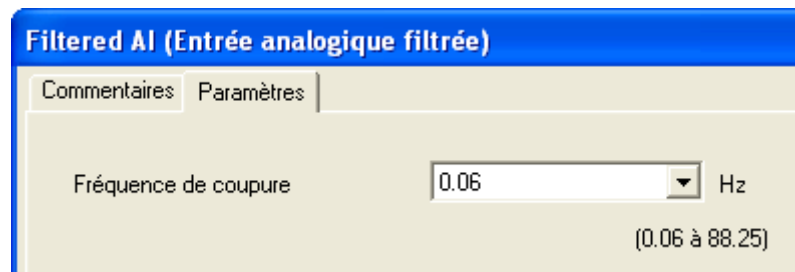 Filtered AI (Entrée analogique filtrée)
Commentaires Paramètres
Fréquence de coupure 0.06 Hz
(0.06 à 88.25)